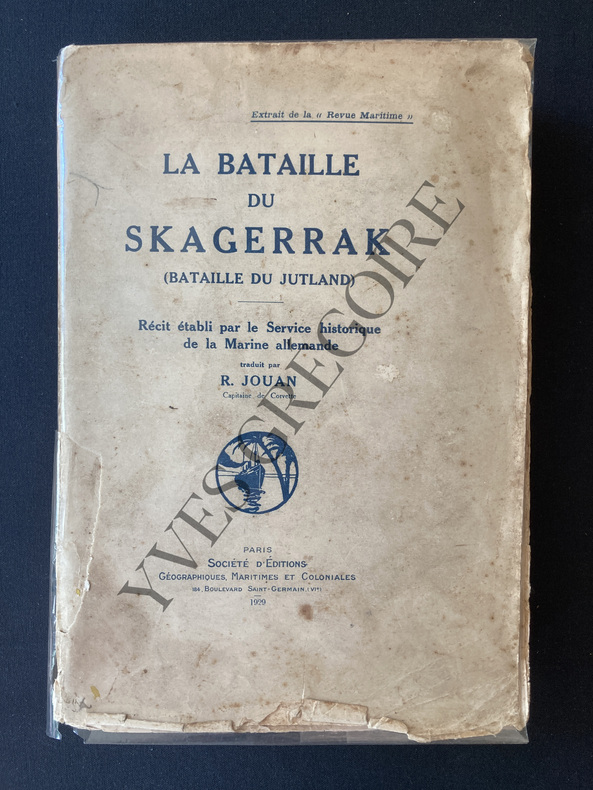 Extrait de la « Revue Maritime »
LA BATAILLE
DU
SKAGERRAK
(BATAILLE DU JUTLAND)
Récit établi par le Service historique
de la Marine allemande
traduit par
R. JOUAN
Capitaine de Corvette
PARIS
SOCIÉTÉ D'ÉDITIONS
GÉOGRAPHIQUES, MARITIMES ET COLONIALES
184, BOULEVARD SAINT-GERMAIN, (VIe)
1929
YVES GREGOIRE